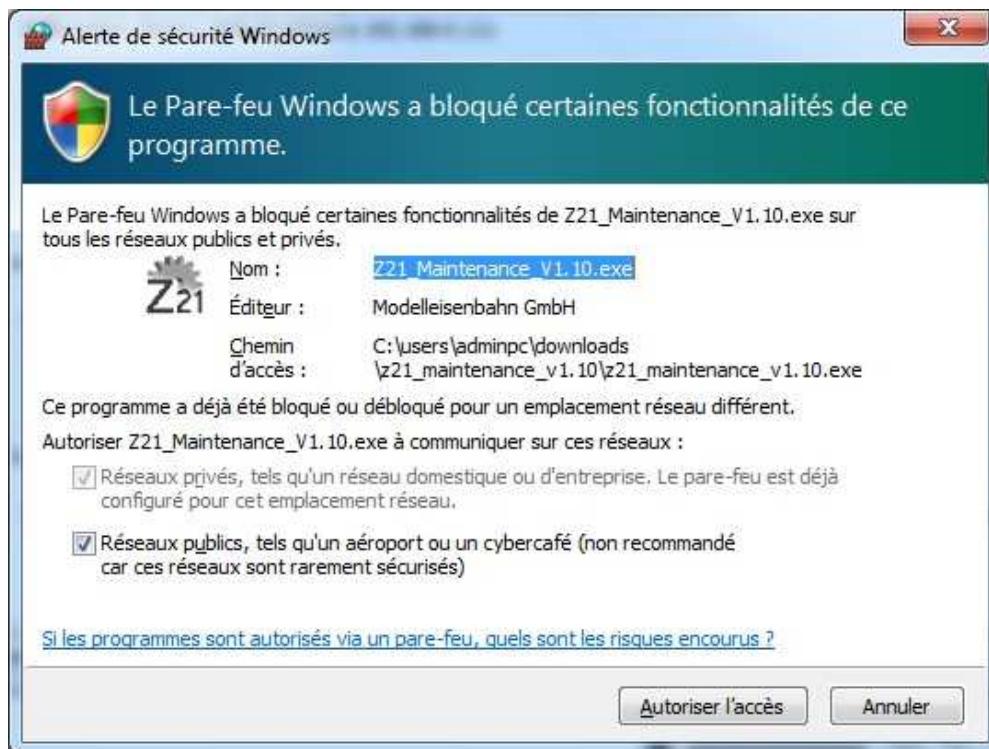 Alerte de sécurité Windows
Le Pare-feu Windows a bloqué certaines fonctionnalités de ce
programme.
Le Pare-feu Windows a bloqué certaines fonctionnalités de Z21_Maintenance_V1.10.exe sur
tous les réseaux publics et privés.
Z21
Nom : Z21_Maintenance_V1.10.exe
Éditeur : Modelleisenbahn GmbH
Chemin C:\users\adminpc\downloads
d'accès : \z21_maintenance_v1.10\z21_maintenance_v1.10.exe
Ce programme a déjà été bloqué ou débloqué pour un emplacement réseau différent.
Autoriser Z21_Maintenance_V1.10.exe à communiquer sur ces réseaux :
Réseaux privés, tels qu'un réseau domestique ou d'entreprise. Le pare-feu est déjà
configuré pour cet emplacement réseau.
Réseaux publics, tels qu'un aéroport ou un cybercafé (non recommandé
car ces réseaux sont rarement sécurisés)
Si les programmes sont autorisés via un pare-feu, quels sont les risques encourus ?
Autoriser l'accès Annuler